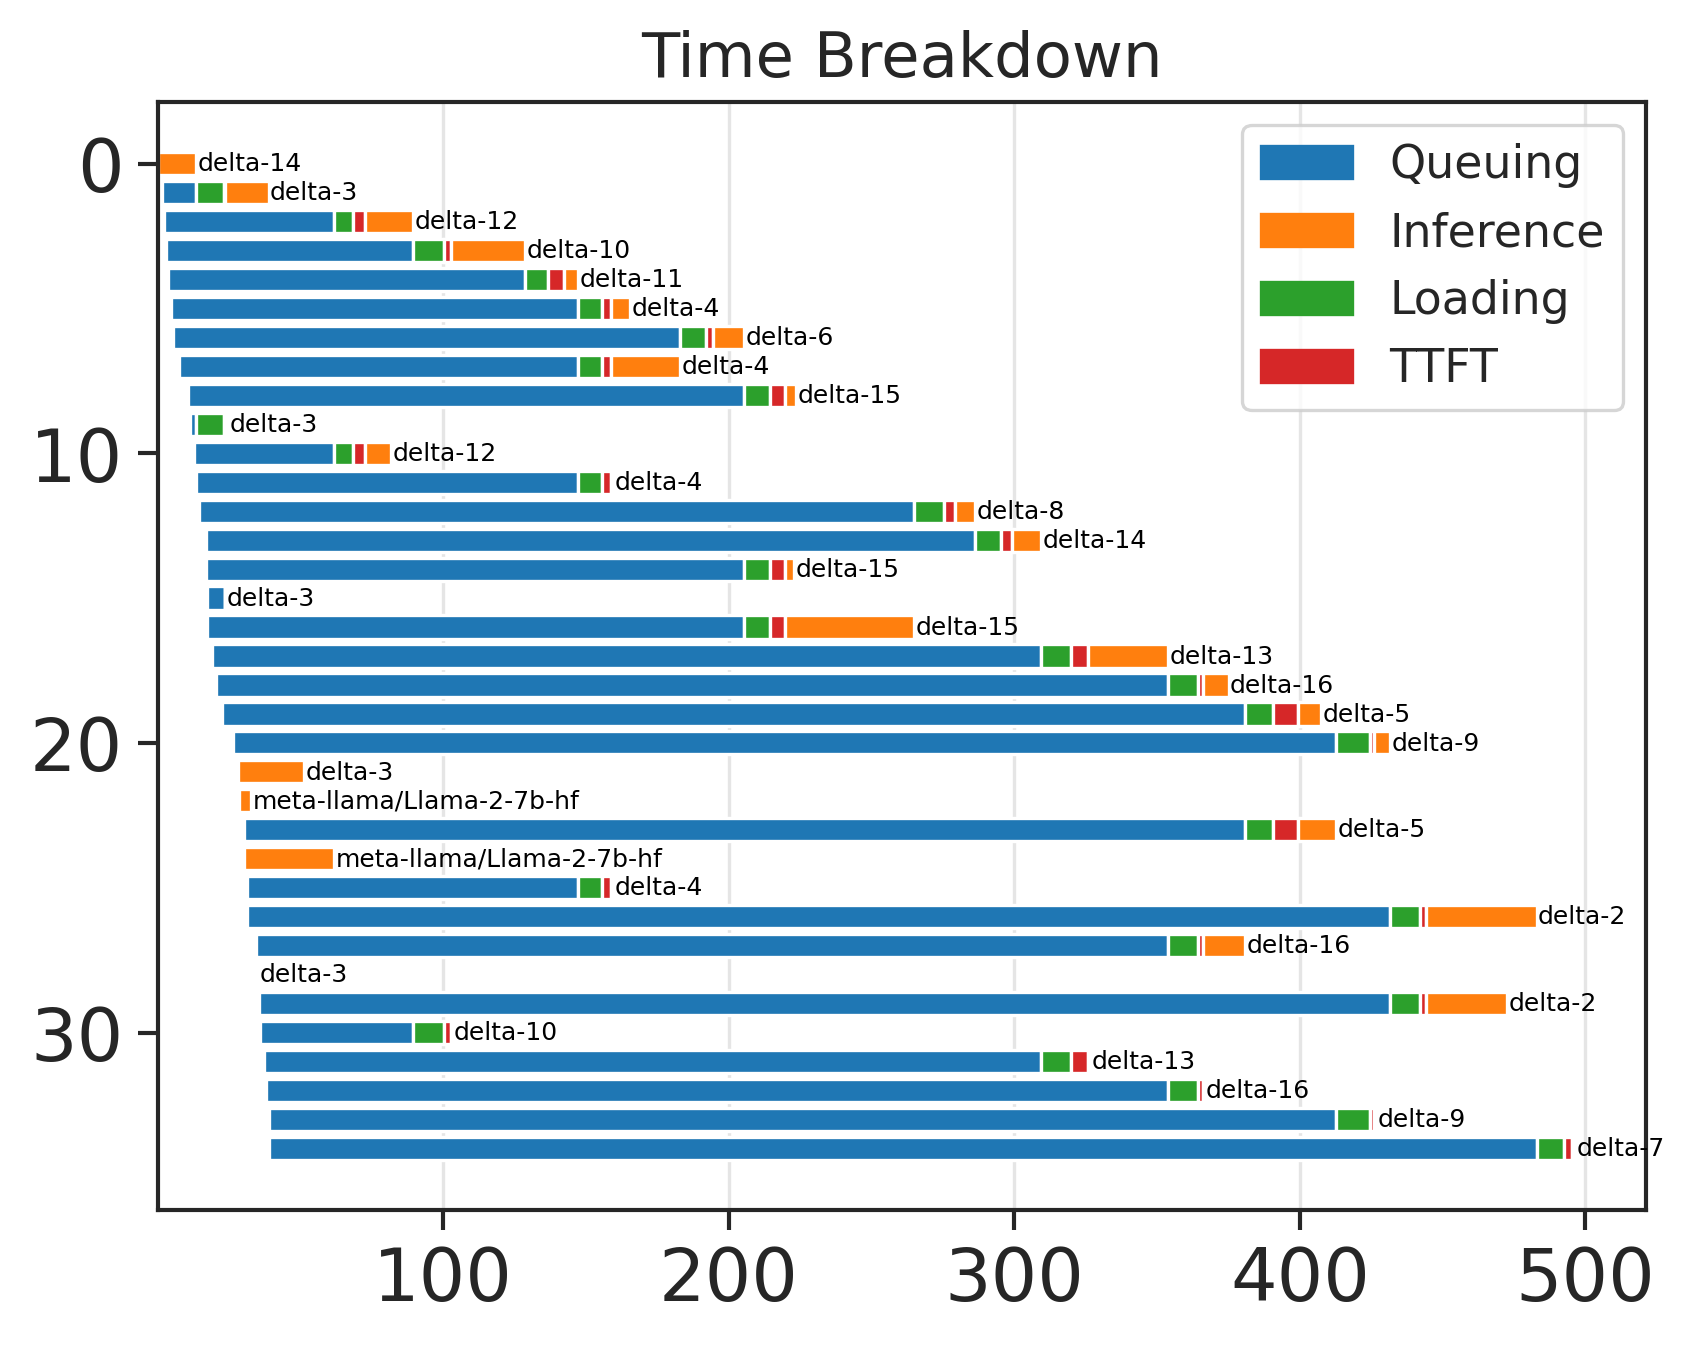 Time Breakdown
Queuing
Inference
Loading
TTFT
0
10
20
30
delta-14
delta-3
delta-12
delta-10
delta-11
delta-4
delta-6
delta-4
delta-15
delta-3
delta-12
delta-4
delta-8
delta-14
delta-15
delta-3
delta-15
delta-13
delta-16
delta-5
delta-9
delta-3
meta-llama/Llama-2-7b-hf
delta-5
meta-llama/Llama-2-7b-hf
delta-4
delta-2
delta-16
delta-3
delta-2
delta-10
delta-13
delta-16
delta-9
delta-7
100 200 300 400 500